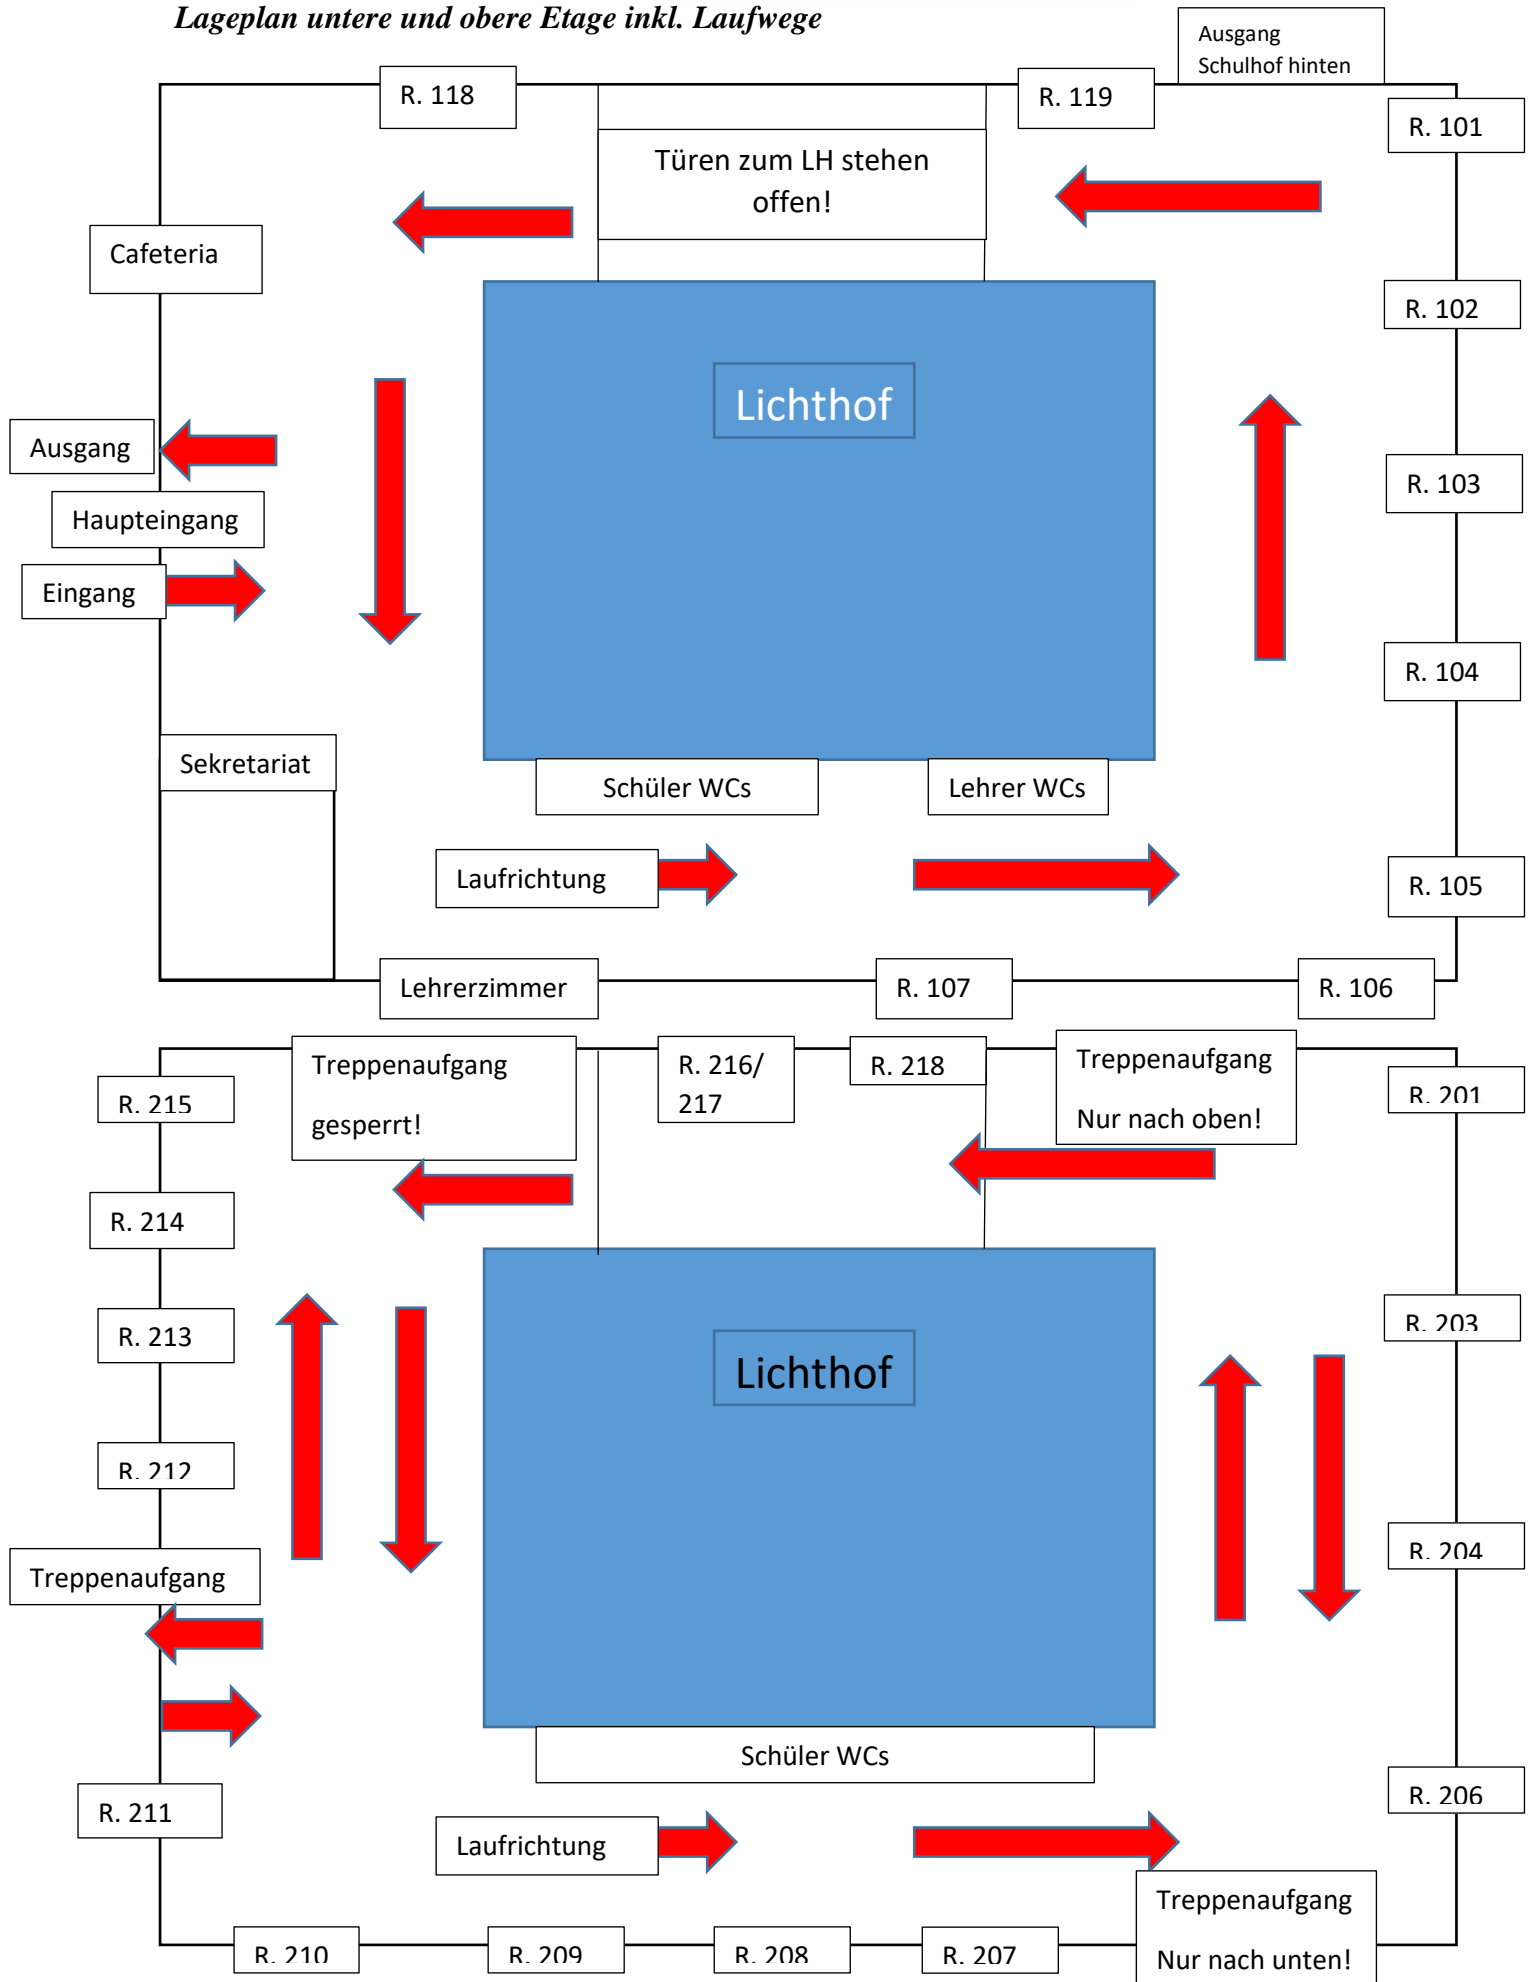 Lageplan untere und obere Etage inkl. Laufwege
Ausgang
Schulhof hinten
R. 118
R. 119
R. 101
Türen zum LH stehen
offen!
Cafeteria
R. 102
Lichthof
Ausgang
R. 103
Haupteingang
Eingang
R. 104
Sekretariat
Schüler WCs
Lehrer WCs
Laufrichtung
R. 105
Lehrerzimmer
R. 107
R. 106
Treppenaufgang
gesperrt!
R. 216/
217
R. 218
Treppenaufgang
Nur nach oben!
R. 215
R. 201
R. 214
R. 213
R. 203
Lichthof
R. 212
R. 204
Treppenaufgang
Schüler WCs
R. 211
R. 206
Laufrichtung
Treppenaufgang
Nur nach unten!
R. 210
R. 209
R. 208
R. 207